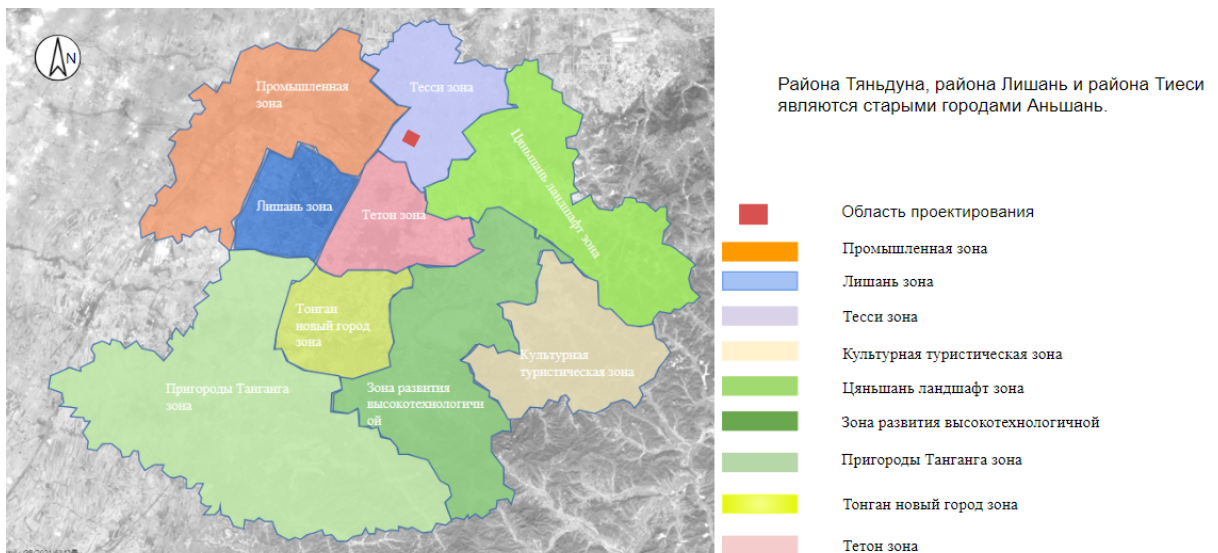 N
Промышленная
зона
Тесси зона
Цяньшань ландшафт зона
Лишань зона
Тетон зона
Тонган
новый город
зона
Культурная
туристическая зона
Пригороды Танганга
зона
Зона развития
высокотехнологичн
ой
Района Тяньдуна, района Лишань и района Тиеси
являются старыми городами Аньшань.
Область проектирования
Промышленная зона
Лишань зона
Тесси зона
Культурная туристическая зона
Цяньшань ландшафт зона
Зона развития высокотехнологичной
Пригороды Танганга зона
Тонган новый город зона
Тетон зона